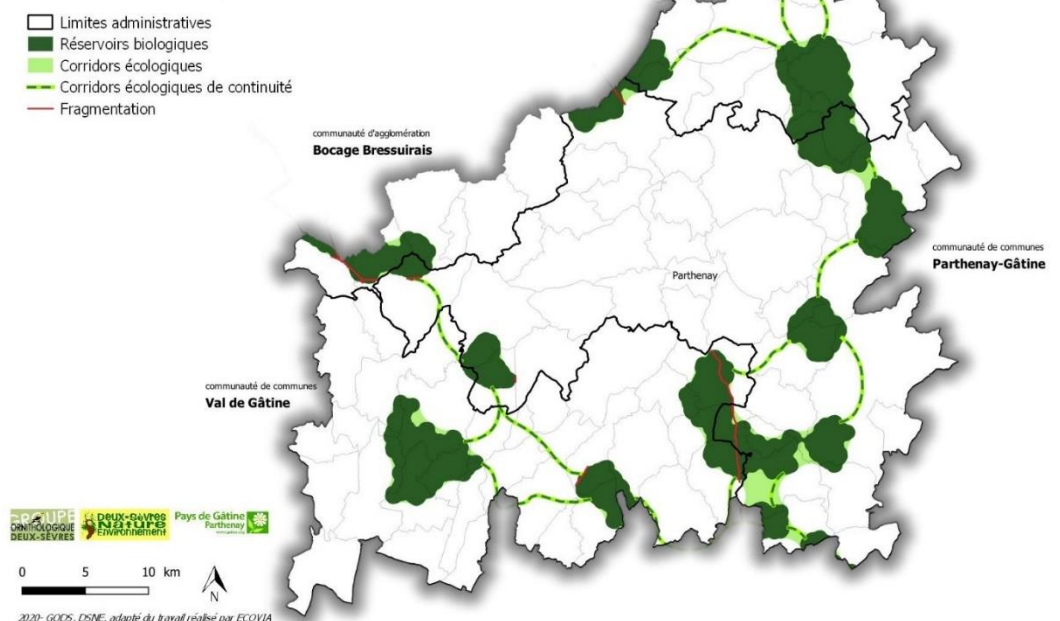 Limites administratives
Réservoirs biologiques
Corridors écologiques
Corridors écologiques de continuité
Fragmentation
communauté d'agglomération
Bocage Bressuirais
communauté de communes
Parthenay-Gâtine
Parthenay
communauté de communes
Val de Gâtine
GROUPE
ORNITHOLOGIQUE
DEUX-SÈVRES
Deux-Sèvres
Nature
Environnement
Pays de Gâtine
Parthenay
0 5 10 km
N
2020- GODS, DSNE, adapté du travail réalisé par ECOVIA